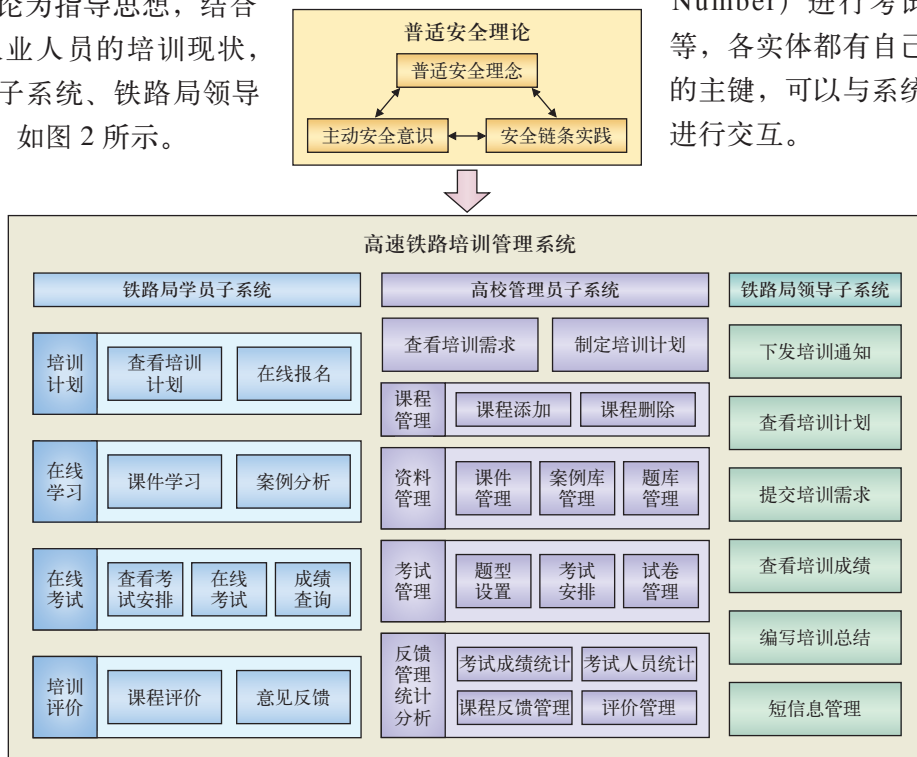 论为指导思想，结合
业人员的培训现状，
子系统、铁路局领导
如图 2 所示。
普适安全理论
普适安全理念
主动安全意识
安全链条实践
Number）进行考试
等，各实体都有自己
的主键，可以与系统
进行交互。
高速铁路培训管理系统
铁路局学员子系统
培训
计划
查看培训
计划
在线报名
在线
学习
课件学习
案例分析
在线
考试
查看考
试安排
在线
考试
成绩
查询
培训
评价
课程评价
意见反馈
高校管理员子系统
查看培训需求
制定培训计划
课程
管理
课程添加
课程删除
资料
管理
课件
管理
案例库
管理
题库
管理
考试
管理
题型
设置
考试
安排
试卷
管理
反馈
管理
统计
分析
考试成绩统计
考试人员统计
课程反馈管理
评价管理
铁路局领导子系统
下发培训通知
查看培训计划
提交培训需求
查看培训成绩
编写培训总结
短信息管理